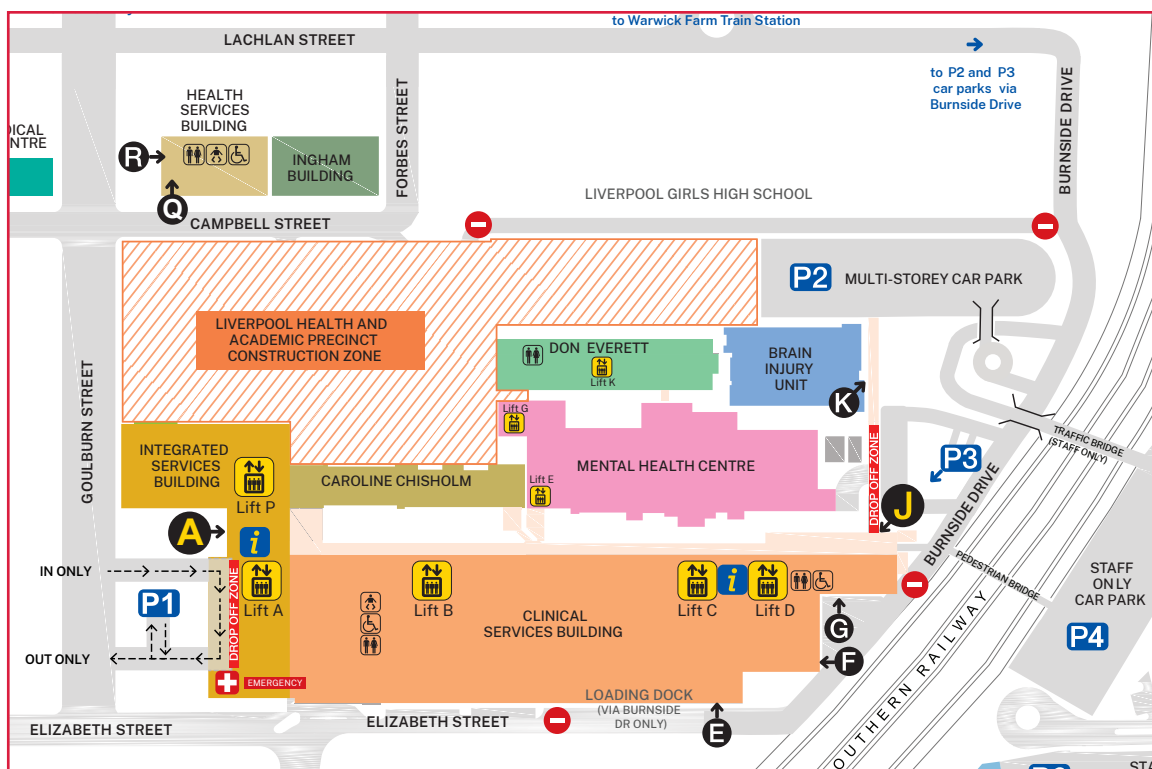 to Warwick Farm Train Station
LACHLAN STREET
to P2 and P3
car parks via
Burnside Drive
BURNSIDE DRIVE
FORBES STREET
HEALTH
SERVICES
BUILDING
DICAL
NTRE
R
INGHAM
BUILDING
Q
CAMPBELL STREET
LIVERPOOL GIRLS HIGH SCHOOL
P2
MULTI-STOREY CAR PARK
LIVERPOOL HEALTH AND
ACADEMIC PRECINCT
CONSTRUCTION ZONE
DON EVERETT
Lift K
BRAIN
INJURY
UNIT
K
GOULBURN STREET
Lift G
INTEGRATED
SERVICES
BUILDING
Lift P
CAROLINE CHISHOLM
Lift E
MENTAL HEALTH CENTRE
DROP OFF ZONE
P3
TRAFFIC BRIDGE
(STAFF ONLY)
J
BURNSIDE DRIVE
A
i
IN ONLY
P1
OUT ONLY
DROP OFF ZONE
Lift A
Lift B
CLINICAL
SERVICES BUILDING
Lift C
i
Lift D
G
F
PEDESTRIAN BRIDGE
STAFF
ONLY
CAR PARK
P4
EMERGENCY
LOADING DOCK
(VIA BURNSIDE
DR ONLY)
E
ELIZABETH STREET
ELIZABETH STREET
OUTHERN RAILWAY
STA